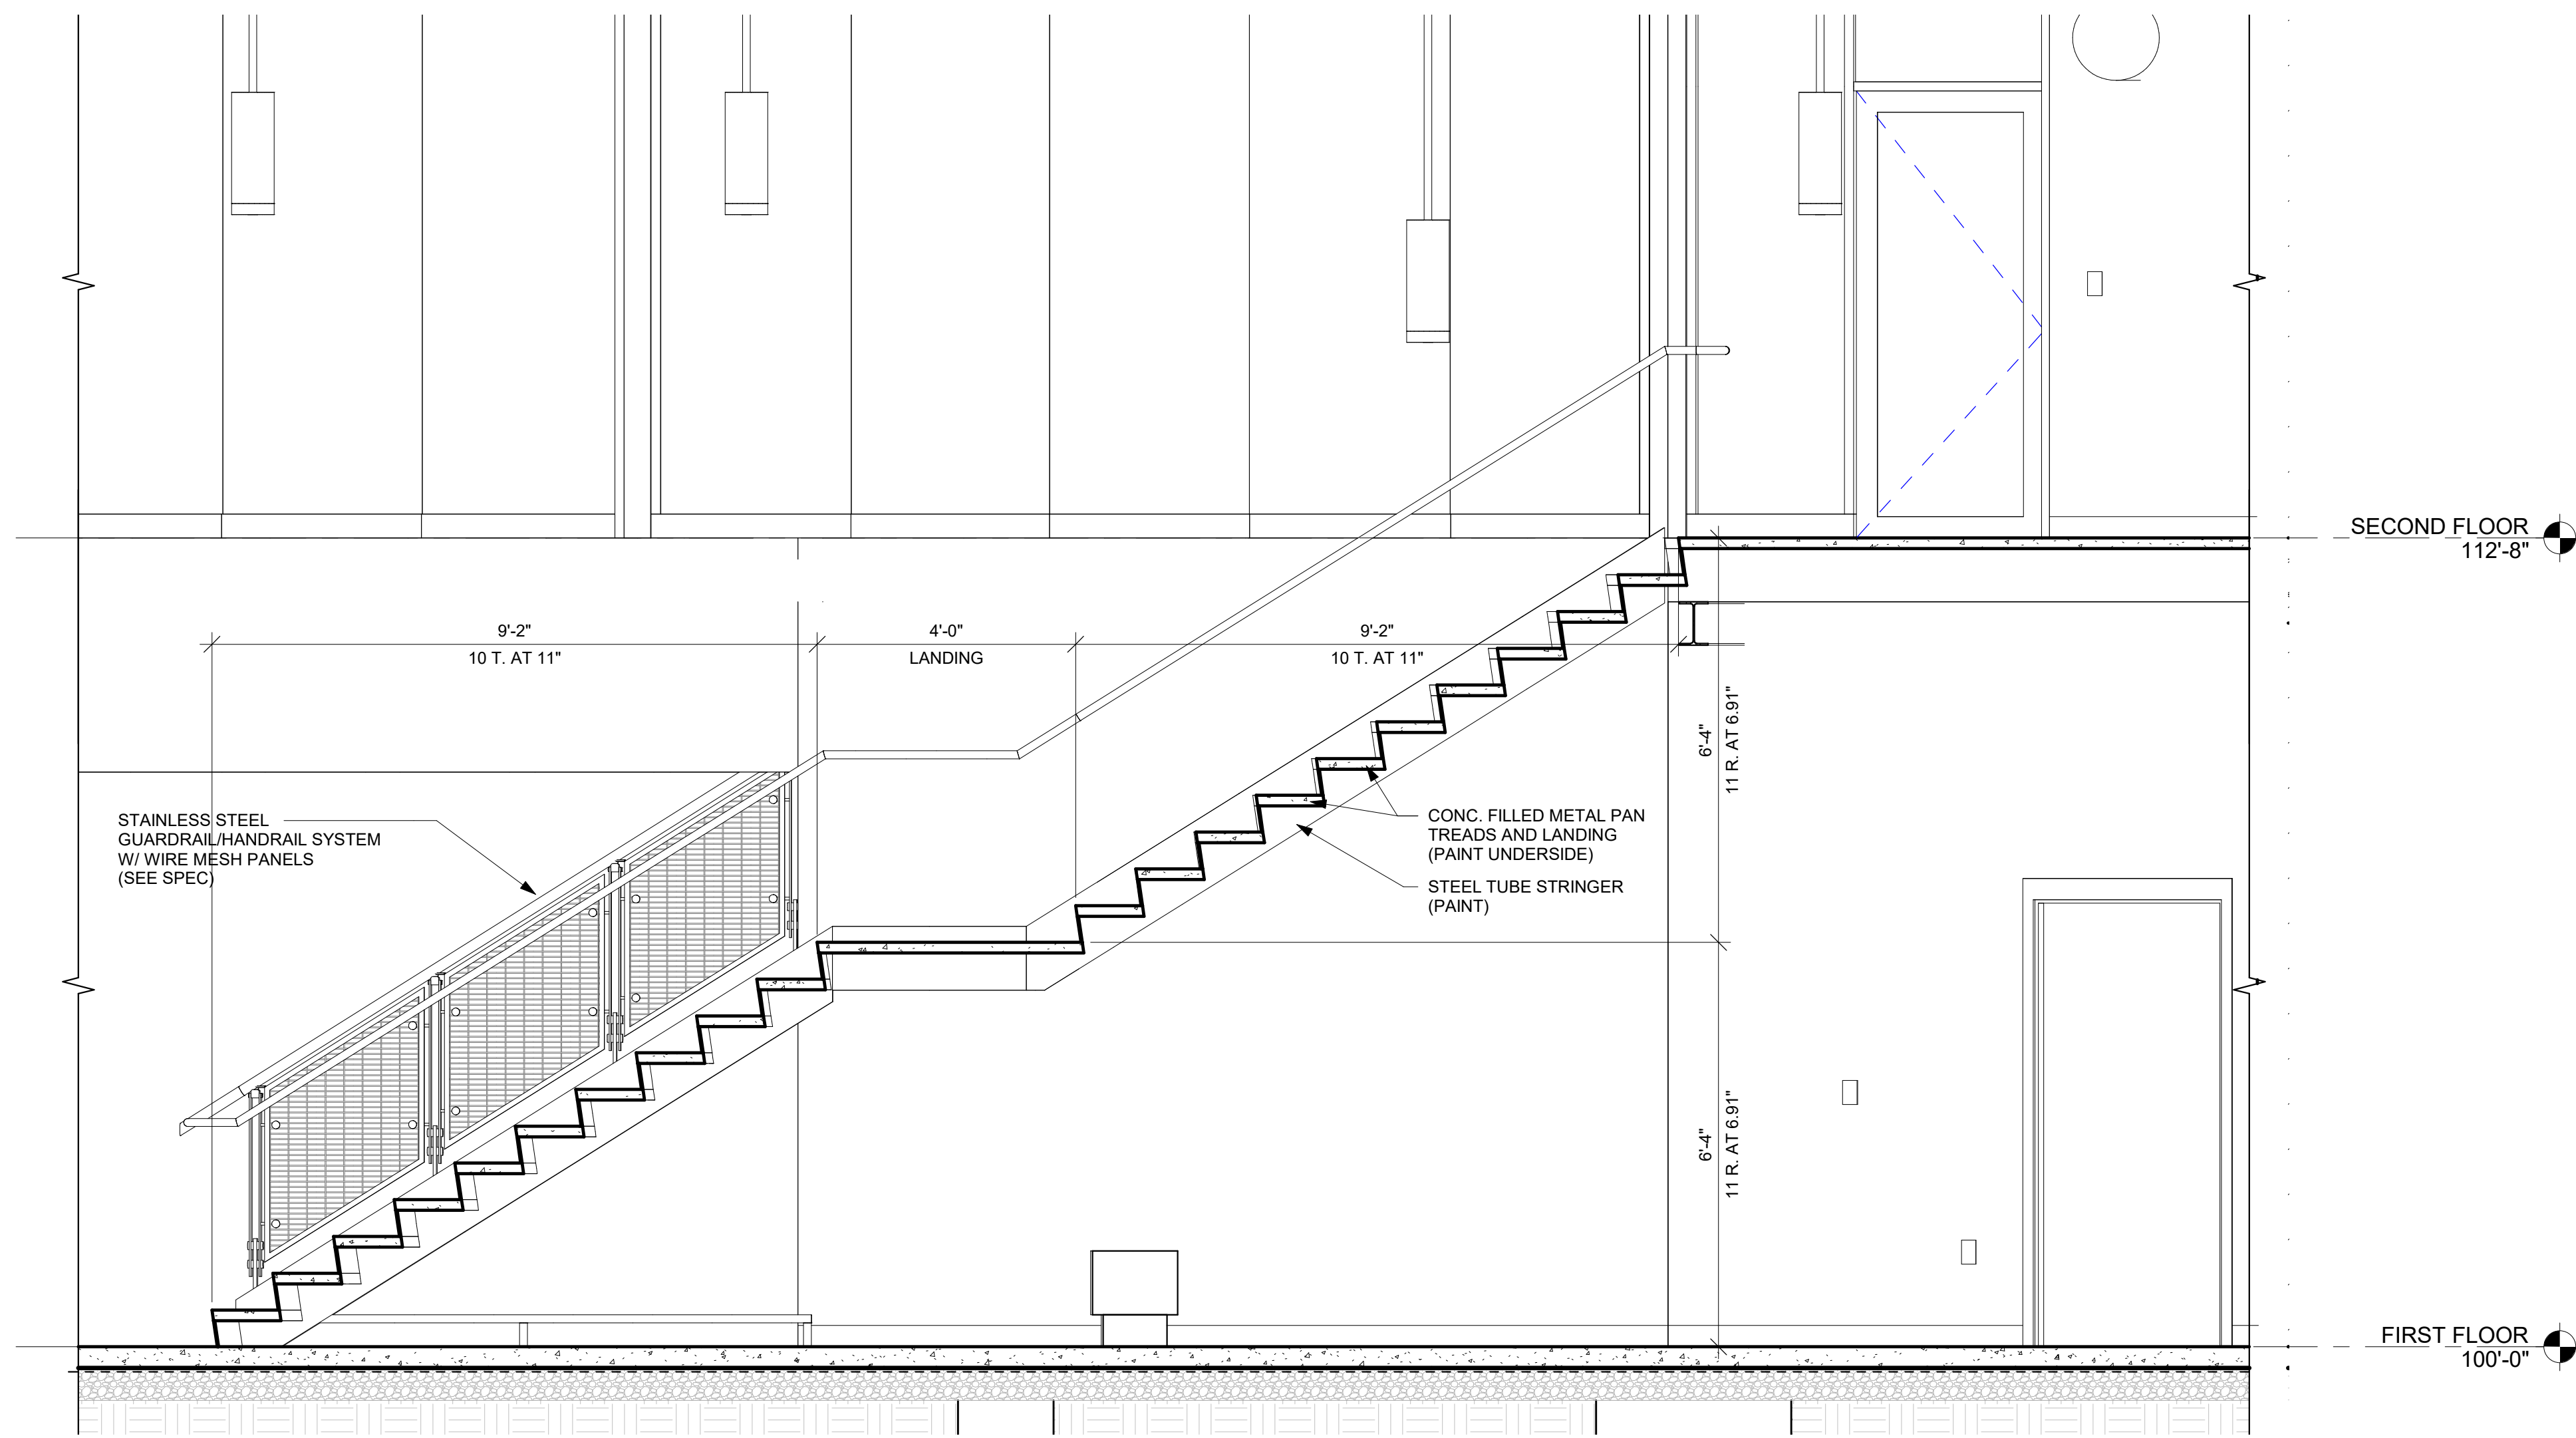 SECOND FLOOR
112'-8"
9'-2"
10 T. AT 11"
4'-0"
LANDING
9'-2"
10 T. AT 11"
6'-4"
11 R. AT 6.91"
STAINLESS STEEL
GUARDRAIL/HANDRAIL SYSTEM
W/ WIRE MESH PANELS
(SEE SPEC)
CONC. FILLED METAL PAN
TREADS AND LANDING
(PAINT UNDERSIDE)
STEEL TUBE STRINGER
(PAINT)
6'-4"
11 R. AT 6.91"
FIRST FLOOR
100'-0"